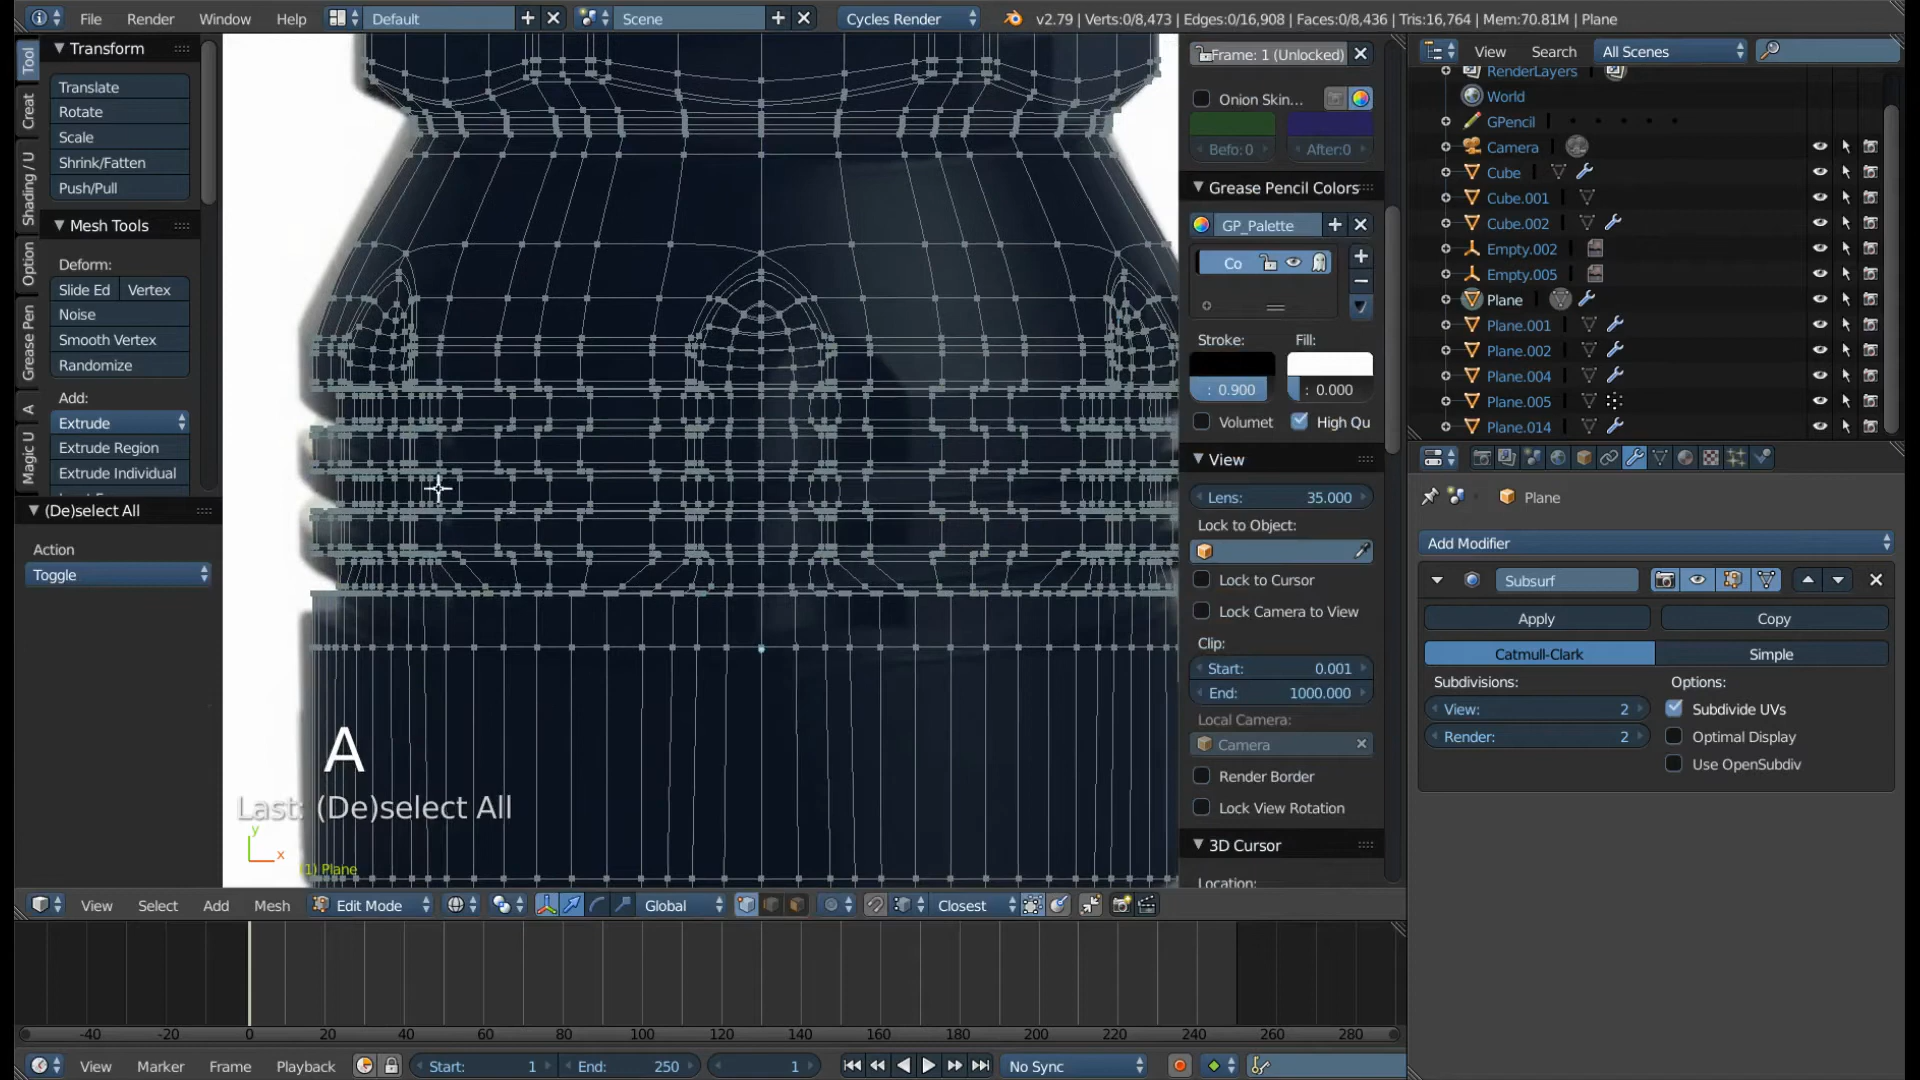 File Render Window Help Default Scene Cycles Render v2.79 | Verts:0/8,473 | Edges:0/16,908 | Faces:0/8,436 | Tris:16,764 | Mem:70.81M | Plane
Tool
Creat
Shading / U
Option
Grease Pen
A
Magic U
Transform
Translate
Rotate
Scale
Shrink/Fatten
Push/Pull
Mesh Tools
Deform:
Slide Ed Vertex
Noise
Smooth Vertex
Randomize
Add:
Extrude
Extrude Region
Extrude Individual
(De)select All
Action
Toggle
A
Last: (De)select All
y
x
(1) Plane
Frame: 1 (Unlocked)
Onion Skin...
Befo:0 After:0
Grease Pencil Colors
GP_Palette
Co
Stroke: Fill:
: 0.900 : 0.000
Volumet High Qu
View
Lens: 35.000
Lock to Object:
Lock to Cursor
Lock Camera to View
Clip:
Start: 0.001
End: 1000.000
Local Camera:
Camera
Render Border
Lock View Rotation
3D Cursor
Location:
View Search All Scenes
RenderLayers
World
GPencil
Camera
Cube
Cube.001
Cube.002
Empty.002
Empty.005
Plane
Plane.001
Plane.002
Plane.004
Plane.005
Plane.014
Plane
Add Modifier
Subsurf
Apply Copy
Catmull-Clark Simple
Subdivisions: Options:
View: 2 Subdivide UVs
Render: 2 Optimal Display
Use OpenSubdiv
View Select Add Mesh Edit Mode Global Closest
-40 -20 0 20 40 60 80 100 120 140 160 180 200 220 240 260 280
View Marker Frame Playback Start: 1 End: 250 1 No Sync